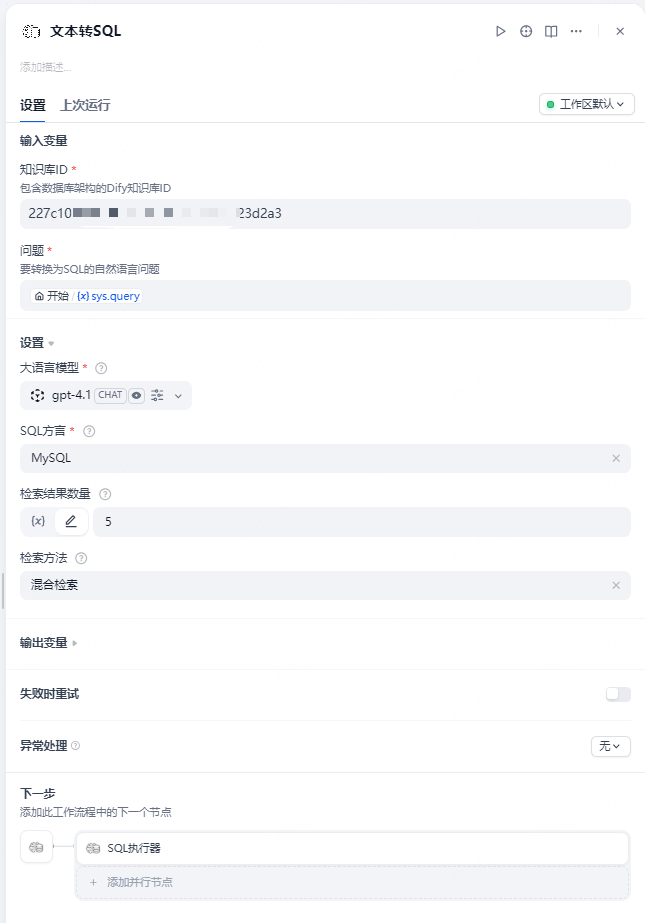 文本转SQL
添加描述...
设置 上次运行
工作区默认
输入变量
知识库ID *
包含数据库架构的Dify知识库ID
227c10 23d2a3
问题 *
要转换为SQL的自然语言问题
开始 / {x} sys.query
设置
大语言模型 *
gpt-4.1 CHAT
SQL方言 *
MySQL
检索结果数量
{x} 5
检索方法
混合检索
输出变量
失败时重试
异常处理
无
下一步
添加此工作流程中的下一个节点
SQL执行器
+ 添加并行节点